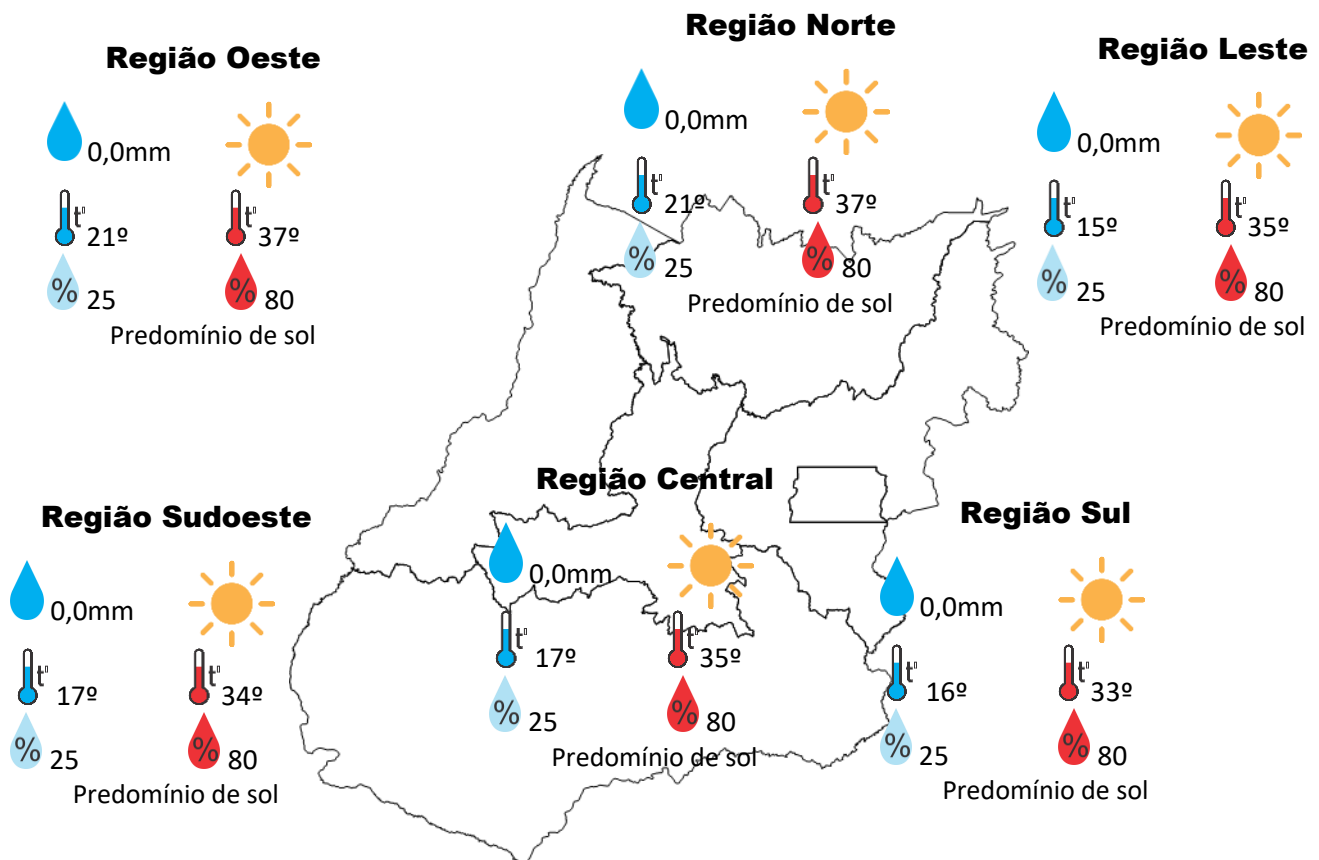 Região Oeste
0,0mm
t°
21º
t°
37º
% 25
% 80
Predomínio de sol
Região Norte
0,0mm
t°
21º
t°
37º
% 25
% 80
Predomínio de sol
Região Leste
0,0mm
t°
15º
t°
35º
% 25
% 80
Predomínio de sol
Região Sudoeste
0,0mm
t°
17º
t°
34º
% 25
% 80
Predomínio de sol
Região Central
0,0mm
t°
17º
t°
35º
% 25
% 80
Predomínio de sol
Região Sul
0,0mm
t°
16º
t°
33º
% 25
% 80
Predomínio de sol